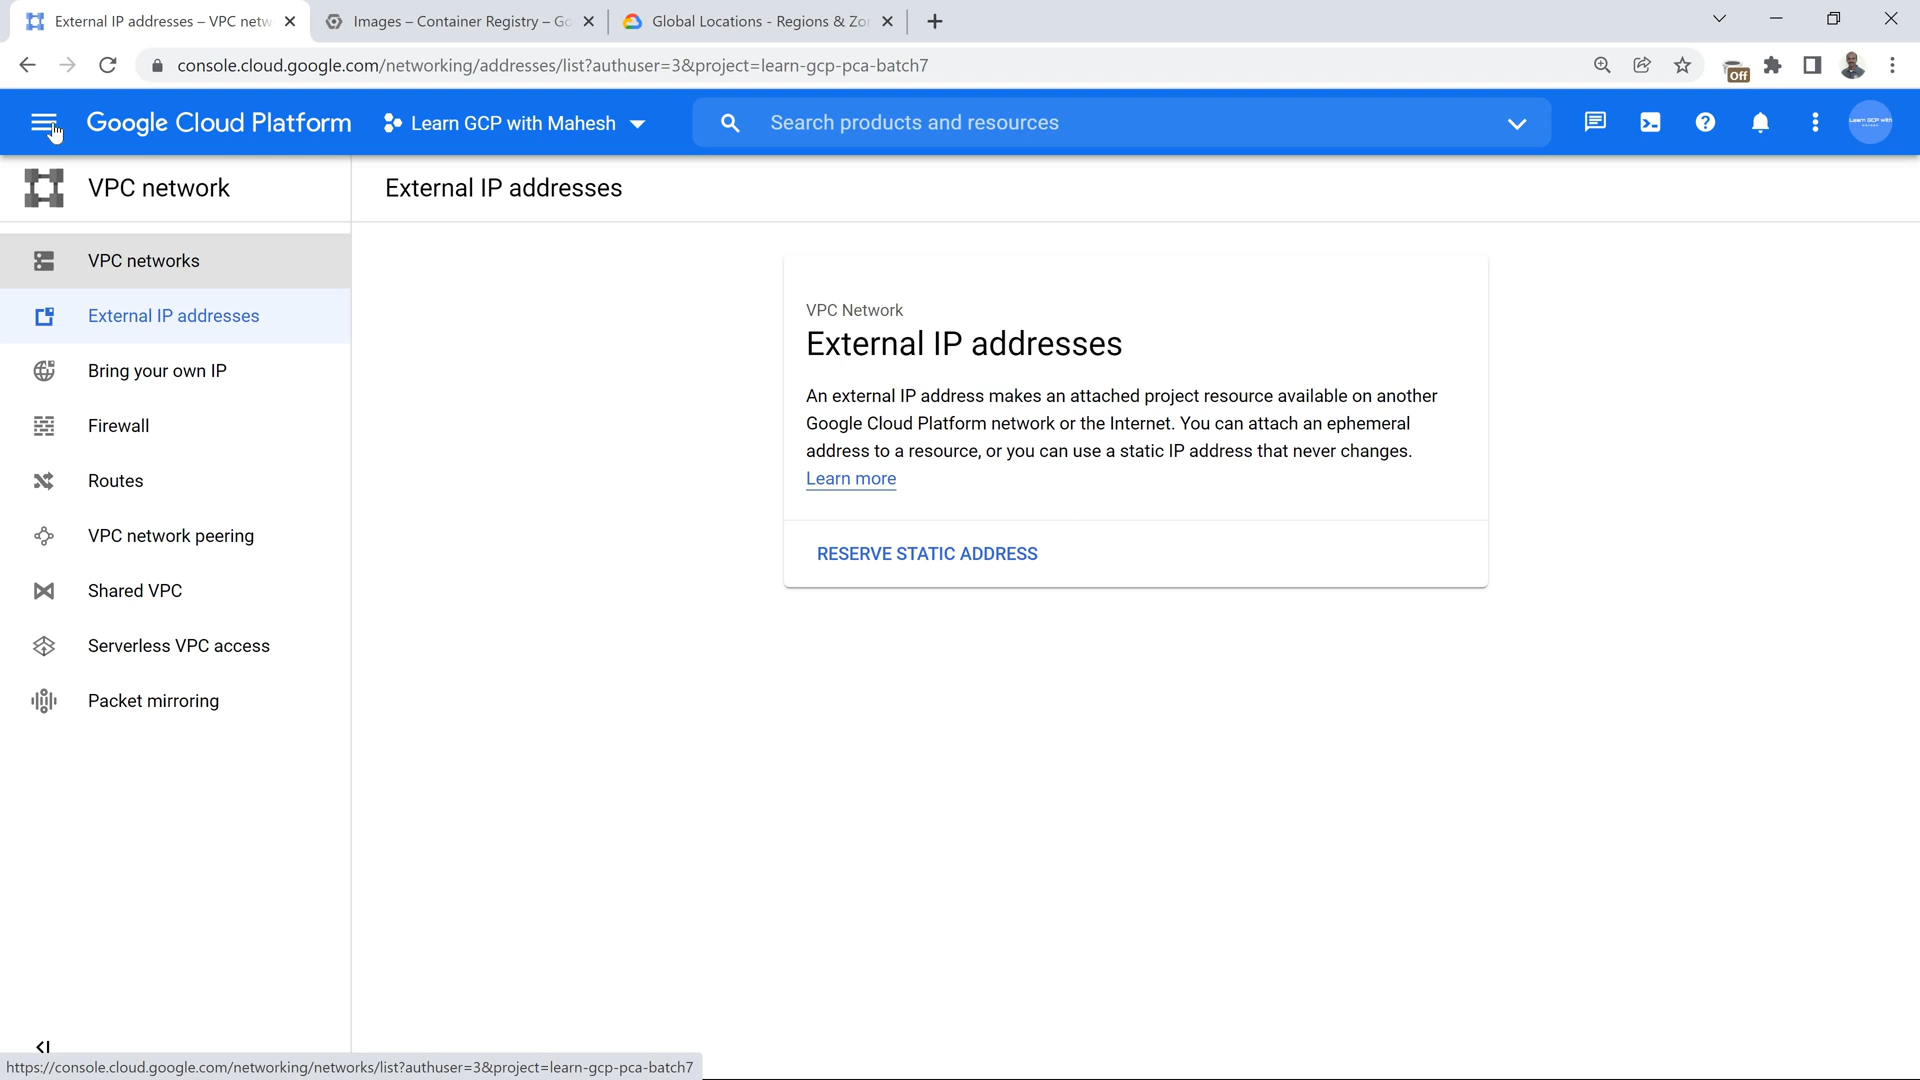 External IP addresses – VPC netw
Images – Container Registry – Go
Global Locations - Regions & Zon
console.cloud.google.com/networking/addresses/list?authuser=3&project=learn-gcp-pca-batch7
Off
Google Cloud Platform
Learn GCP with Mahesh
Search products and resources
Learn GCP with
VPC network
External IP addresses
VPC networks
External IP addresses
Bring your own IP
Firewall
Routes
VPC network peering
Shared VPC
Serverless VPC access
Packet mirroring
VPC Network
External IP addresses
An external IP address makes an attached project resource available on another
Google Cloud Platform network or the Internet. You can attach an ephemeral
address to a resource, or you can use a static IP address that never changes.
Learn more
RESERVE STATIC ADDRESS
https://console.cloud.google.com/networking/networks/list?authuser=3&project=learn-gcp-pca-batch7